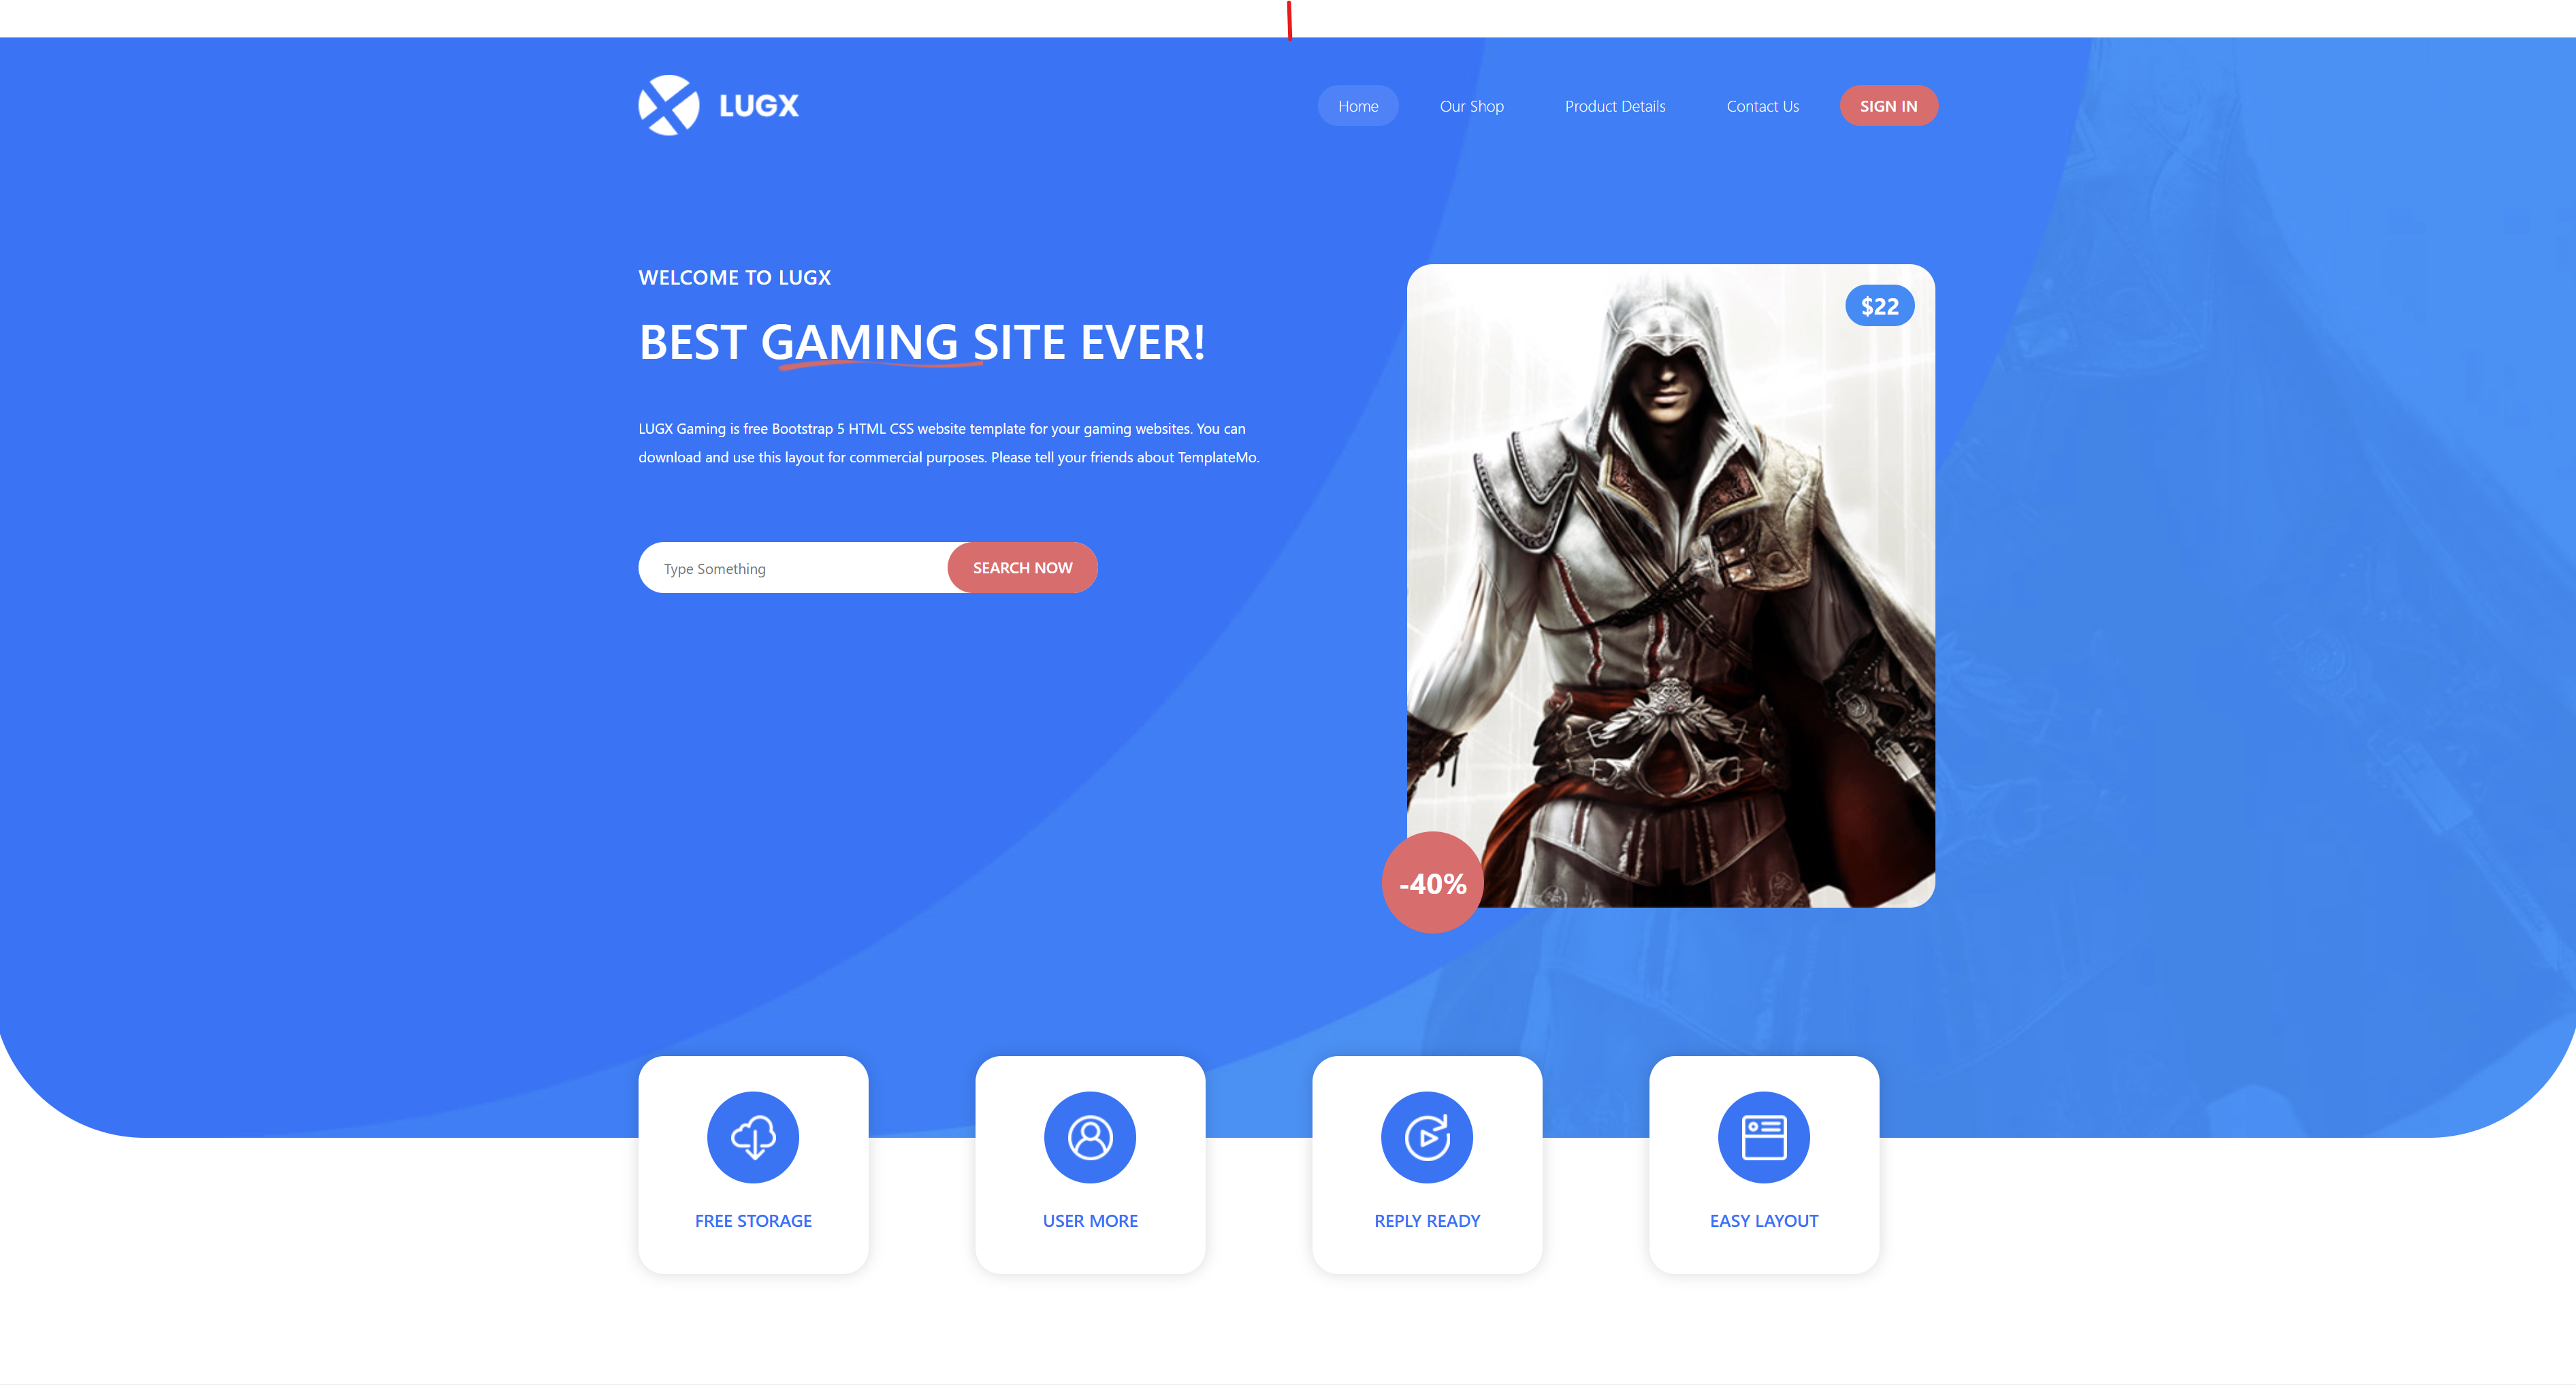 LUGX
Home Our Shop Product Details Contact Us SIGN IN
WELCOME TO LUGX
BEST GAMING SITE EVER!
LUGX Gaming is free Bootstrap 5 HTML CSS website template for your gaming websites. You can
download and use this layout for commercial purposes. Please tell your friends about TemplateMo.
Type Something SEARCH NOW
$22
-40%
FREE STORAGE
USER MORE
REPLY READY
EASY LAYOUT